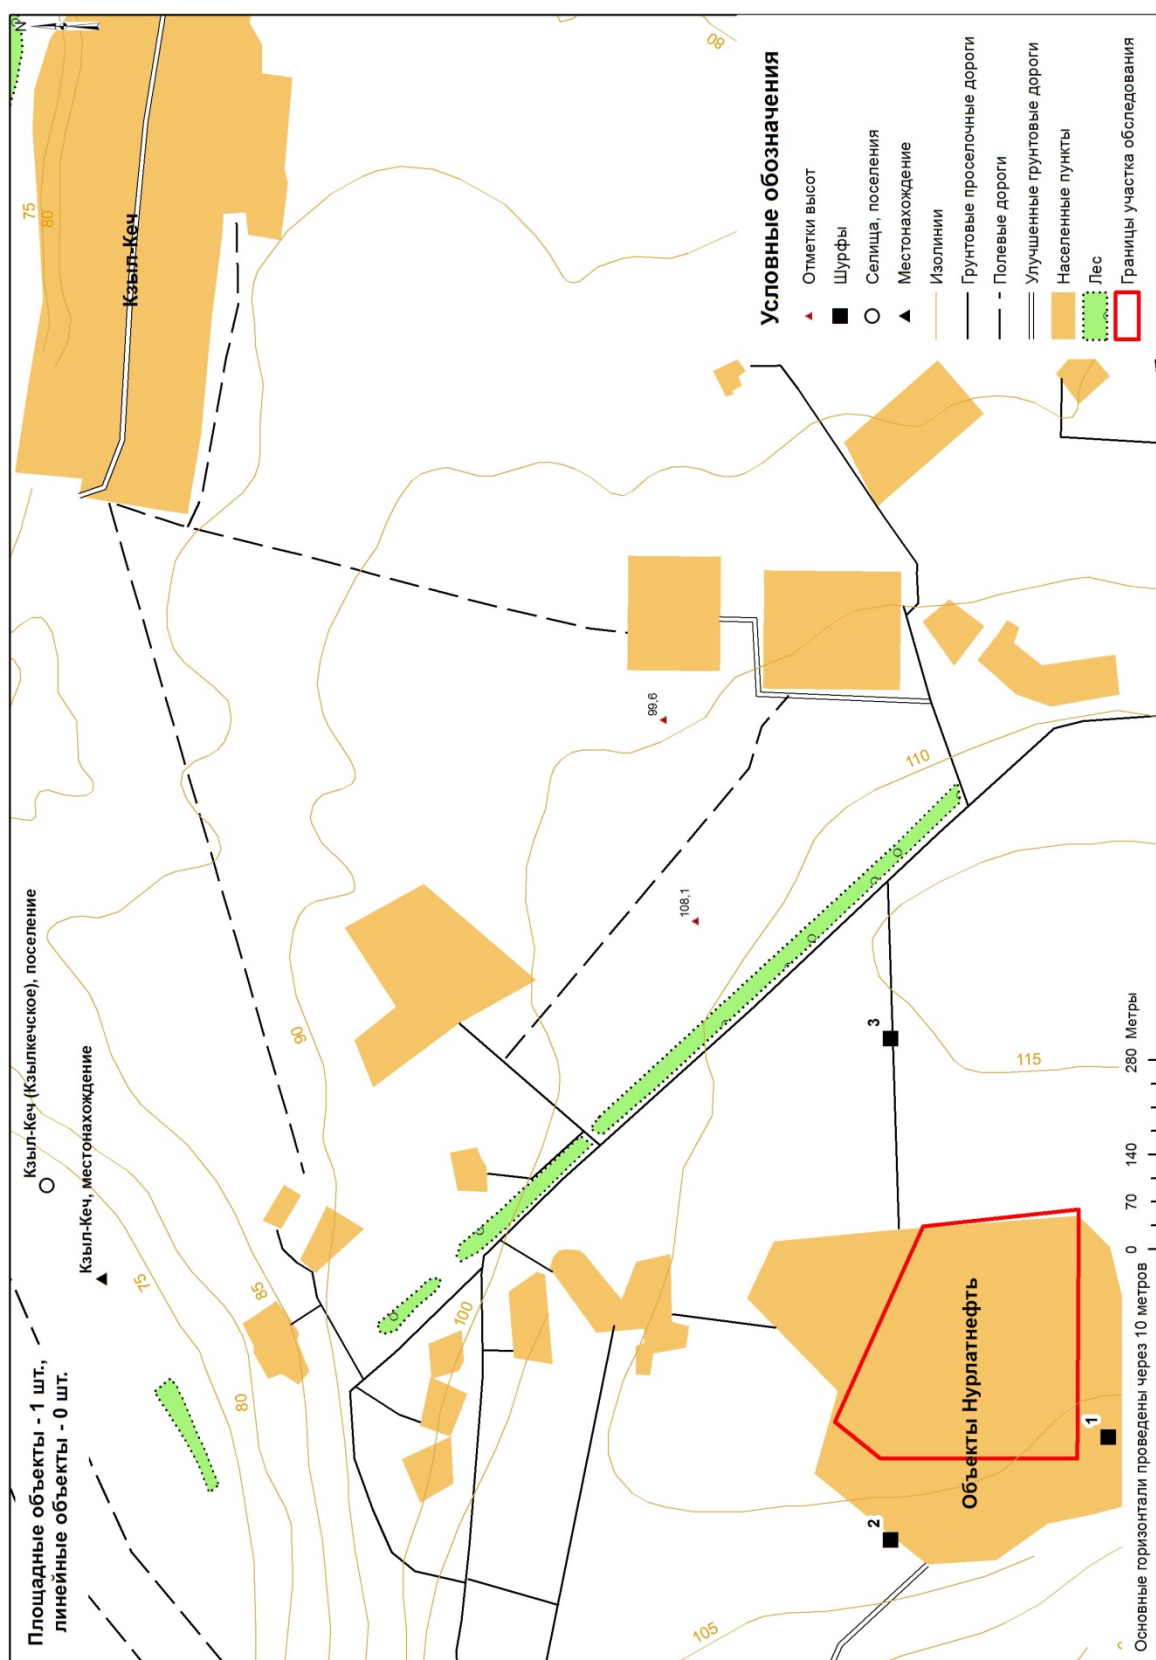 Площадные объекты - 1 шт.,
линейные объекты - 0 шт.
Кзыл-Кеч (Кзылкечское), поселение
Кзыл-Кеч, местонахождение
Кзыл-Кеч
N
75
80
75
80
85
90
100
105
110
115
80
99,6
108,1
Объекты Нурлатнефть
1
2
3
Условные обозначения
Отметки высот
Шурфы
Селища, поселения
Местонахождение
Изолинии
Грунтовые проселочные дороги
Полевые дороги
Улучшенные грунтовые дороги
Населенные пункты
Лес
Границы участка обследования
0 70 140 280 Метры
Основные горизонтали проведены через 10 метров